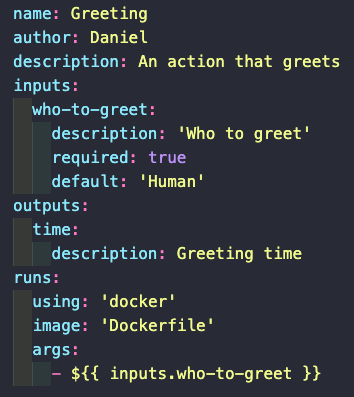 name: Greeting
author: Daniel
description: An action that greets
inputs:
  who-to-greet:
    description: 'Who to greet'
    required: true
    default: 'Human'
outputs:
  time:
    description: Greeting time
runs:
  using: 'docker'
  image: 'Dockerfile'
  args:
    - ${{ inputs.who-to-greet }}